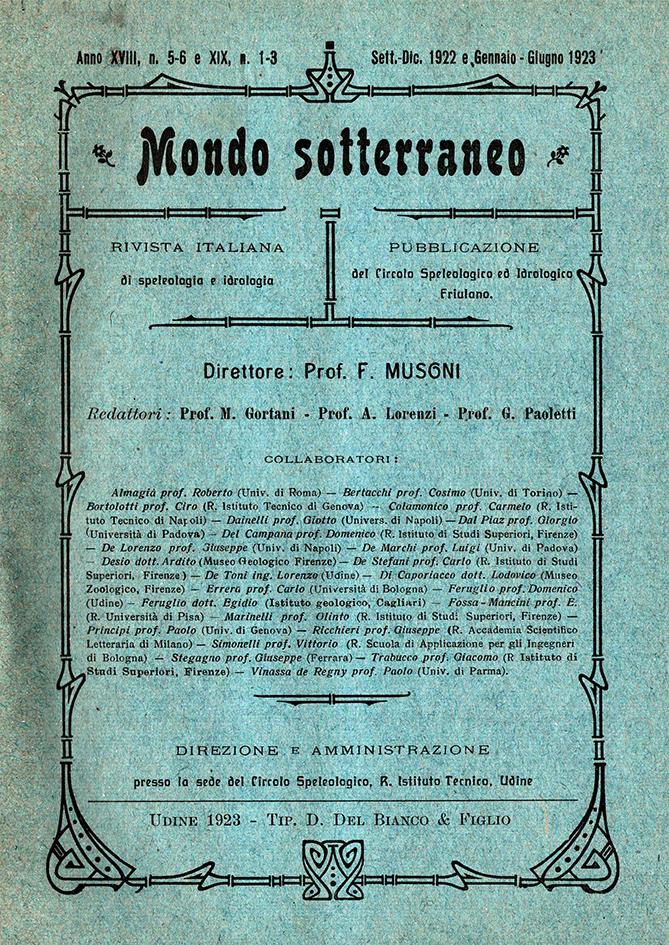 Anno XVIII, n. 5-6 e XIX, n. 1-3
Sett.-Dic. 1922 e Gennaio - Giugno 1923
Mondo sotterraneo
RIVISTA ITALIANA
di speleologia e idrologia
PUBBLICAZIONE
del Circolo Speleologico ed Idrologico
Friulano.
Direttore: Prof. F. MUSONI
Redattori: Prof. M. Gortani - Prof. A. Lorenzi - Prof. G. Paoletti
COLLABORATORI:
Almagià prof. Roberto (Univ. di Roma) — Bertacchi prof. Cosimo (Univ. di Torino) —
Bortolotti prof. Ciro (R. Istituto Tecnico di Genova) — Colamonico prof. Carmelo (R. Isti-
tuto Tecnico di Napoli) — Dainelli prof. Giotto (Univers. di Napoli) — Dal Piaz prof. Giorgio
(Università di Padova) — Del Campana prof. Domenico (R. Istituto di Studi Superiori, Firenze)
— De Lorenzo prof. Giuseppe (Univ. di Napoli) — De Marchi prof. Luigi (Univ. di Padova)
— Desio dott. Ardito (Museo Geologico Firenze) — De Stefani prof. Carlo (R. Istituto di Studi
Superiori, Firenze) — De Toni ing. Lorenzo (Udine) — Di Caporiacco dott. Lodovico (Museo
Zoologico, Firenze) — Errera prof. Carlo (Università di Bologna) — Feruglio prof. Domenico
(Udine) — Feruglio dott. Egidio (Istituto geologico, Cagliari) — Fossa-Mancini prof. E.
(R. Università di Pisa) — Marinelli prof. Olinto (R. Istituto di Studi Superiori, Firenze) —
Principi prof. Paolo (Univ. di Genova) — Ricchieri prof. Giuseppe (R. Accademia Scientifico
Letteraria di Milano) — Simonelli prof. Vittorio (R. Scuola di Applicazione per gli Ingegneri
di Bologna) — Stegagno prof. Giuseppe (Ferrara) — Trabucco prof. Giacomo (R Istituto di
Studi Superiori, Firenze) — Vinassa de Regny prof. Paolo (Univ. di Parma).
DIREZIONE E AMMINISTRAZIONE
presso la sede del Circolo Speleologico, R. Istituto Tecnico, Udine
UDINE 1923 - TIP. D. DEL BIANCO & FIGLIO